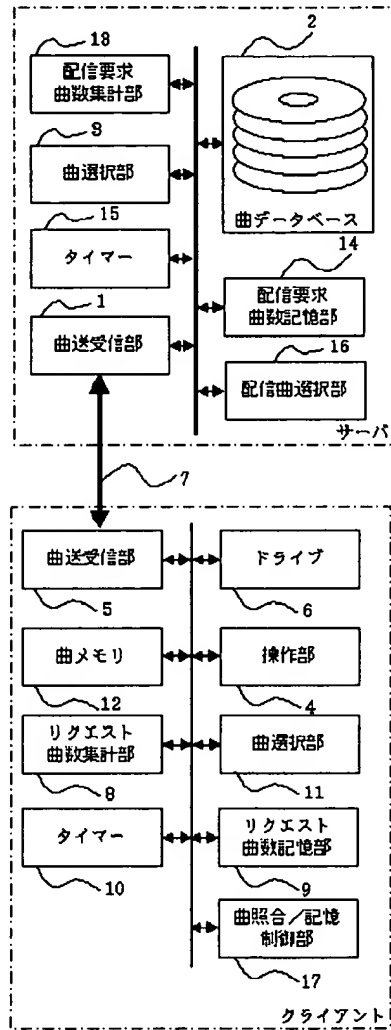 18
配信要求
曲数集計部
3
曲選択部
15
タイマー
1
曲送受信部
2
曲データベース
14
配信要求
曲数記憶部
16
配信曲選択部
サーバ
7
曲送受信部
5
曲メモリ
12
リクエスト
曲数集計部
8
タイマー
10
ドライブ
6
操作部
4
曲選択部
11
リクエスト
曲数記憶部
9
曲照合／記憶
制御部
17
クライアント